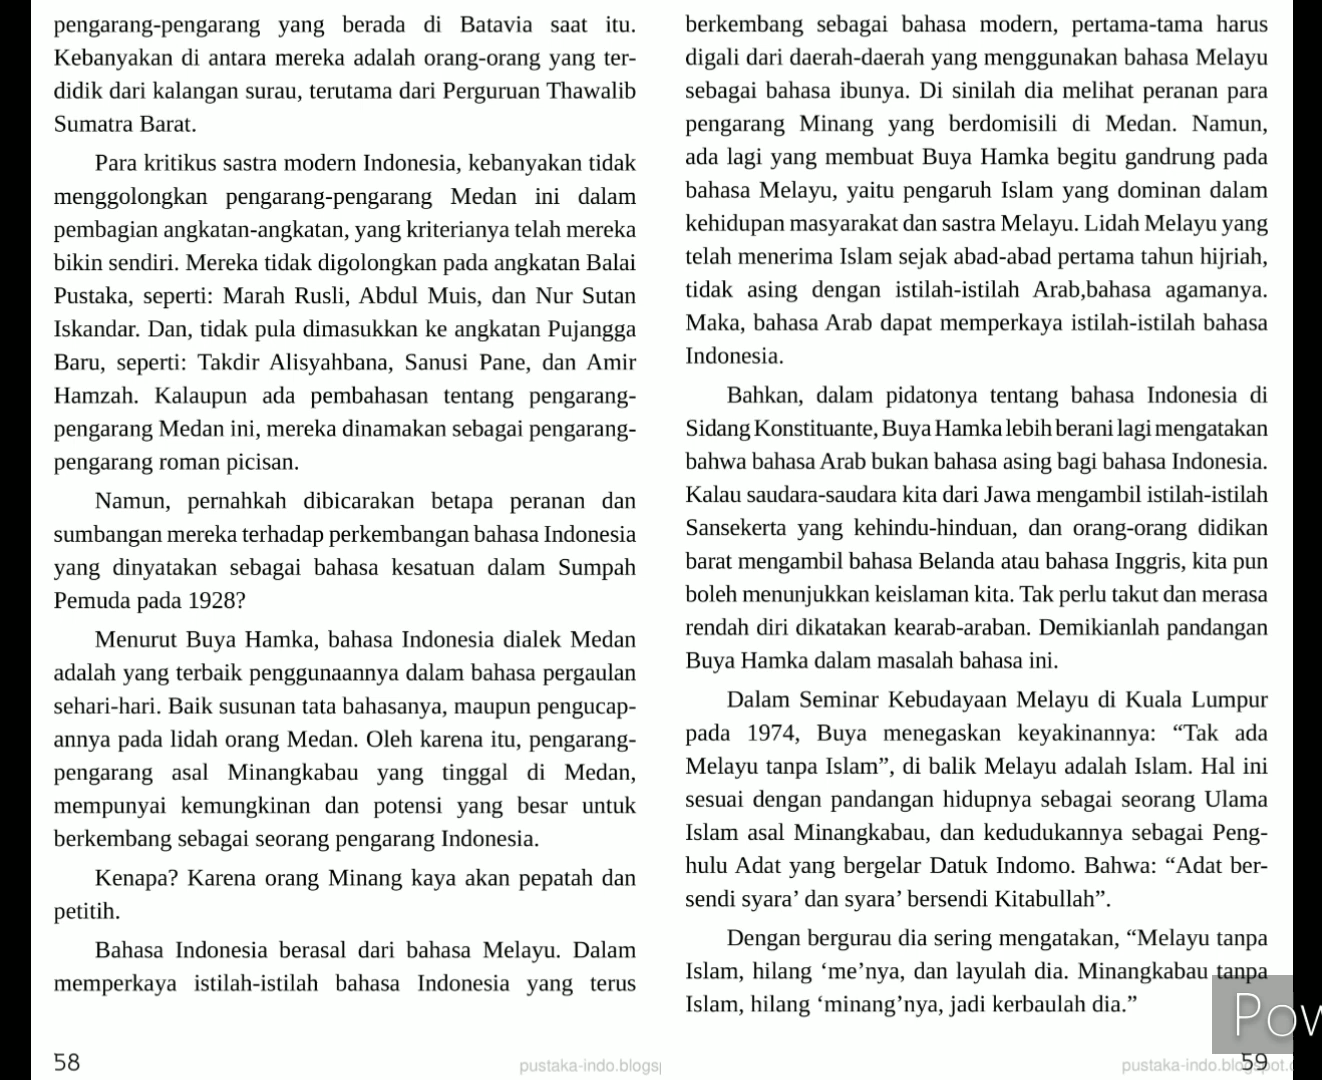 pengarang-pengarang yang berada di Batavia saat itu.
Kebanyakan di antara mereka adalah orang-orang yang ter-
didik dari kalangan surau, terutama dari Perguruan Thawalib
Sumatra Barat.
Para kritikus sastra modern Indonesia, kebanyakan tidak
menggolongkan pengarang-pengarang Medan ini dalam
pembagian angkatan-angkatan, yang kriterianya telah mereka
bikin sendiri. Mereka tidak digolongkan pada angkatan Balai
Pustaka, seperti: Marah Rusli, Abdul Muis, dan Nur Sutan
Iskandar. Dan, tidak pula dimasukkan ke angkatan Pujangga
Baru, seperti: Takdir Alisyahbana, Sanusi Pane, dan Amir
Hamzah. Kalaupun ada pembahasan tentang pengarang-
pengarang Medan ini, mereka dinamakan sebagai pengarang-
pengarang roman picisan.
Namun, pernahkah dibicarakan betapa peranan dan
sumbangan mereka terhadap perkembangan bahasa Indonesia
yang dinyatakan sebagai bahasa kesatuan dalam Sumpah
Pemuda pada 1928?
Menurut Buya Hamka, bahasa Indonesia dialek Medan
adalah yang terbaik penggunaannya dalam bahasa pergaulan
sehari-hari. Baik susunan tata bahasanya, maupun pengucap-
annya pada lidah orang Medan. Oleh karena itu, pengarang-
pengarang asal Minangkabau yang tinggal di Medan,
mempunyai kemungkinan dan potensi yang besar untuk
berkembang sebagai seorang pengarang Indonesia.
Kenapa? Karena orang Minang kaya akan pepatah dan
petitih.
Bahasa Indonesia berasal dari bahasa Melayu. Dalam
memperkaya istilah-istilah bahasa Indonesia yang terus
58
pustaka-indo.blogsp
berkembang sebagai bahasa modern, pertama-tama harus
digali dari daerah-daerah yang menggunakan bahasa Melayu
sebagai bahasa ibunya. Di sinilah dia melihat peranan para
pengarang Minang yang berdomisili di Medan. Namun,
ada lagi yang membuat Buya Hamka begitu gandrung pada
bahasa Melayu, yaitu pengaruh Islam yang dominan dalam
kehidupan masyarakat dan sastra Melayu. Lidah Melayu yang
telah menerima Islam sejak abad-abad pertama tahun hijriah,
tidak asing dengan istilah-istilah Arab,bahasa agamanya.
Maka, bahasa Arab dapat memperkaya istilah-istilah bahasa
Indonesia.
Bahkan, dalam pidatonya tentang bahasa Indonesia di
Sidang Konstituante, Buya Hamka lebih berani lagi mengatakan
bahwa bahasa Arab bukan bahasa asing bagi bahasa Indonesia.
Kalau saudara-saudara kita dari Jawa mengambil istilah-istilah
Sansekerta yang kehindu-hinduan, dan orang-orang didikan
barat mengambil bahasa Belanda atau bahasa Inggris, kita pun
boleh menunjukkan keislaman kita. Tak perlu takut dan merasa
rendah diri dikatakan kearab-araban. Demikianlah pandangan
Buya Hamka dalam masalah bahasa ini.
Dalam Seminar Kebudayaan Melayu di Kuala Lumpur
pada 1974, Buya menegaskan keyakinannya: “Tak ada
Melayu tanpa Islam”, di balik Melayu adalah Islam. Hal ini
sesuai dengan pandangan hidupnya sebagai seorang Ulama
Islam asal Minangkabau, dan kedudukannya sebagai Peng-
hulu Adat yang bergelar Datuk Indomo. Bahwa: “Adat ber-
sendi syara’ dan syara’ bersendi Kitabullah”.
Dengan bergurau dia sering mengatakan, “Melayu tanpa
Islam, hilang ‘me’nya, dan layulah dia. Minangkabau tanpa
Islam, hilang ‘minang’nya, jadi kerbaulah dia.”
Pow
59
pustaka-indo.blogspot.